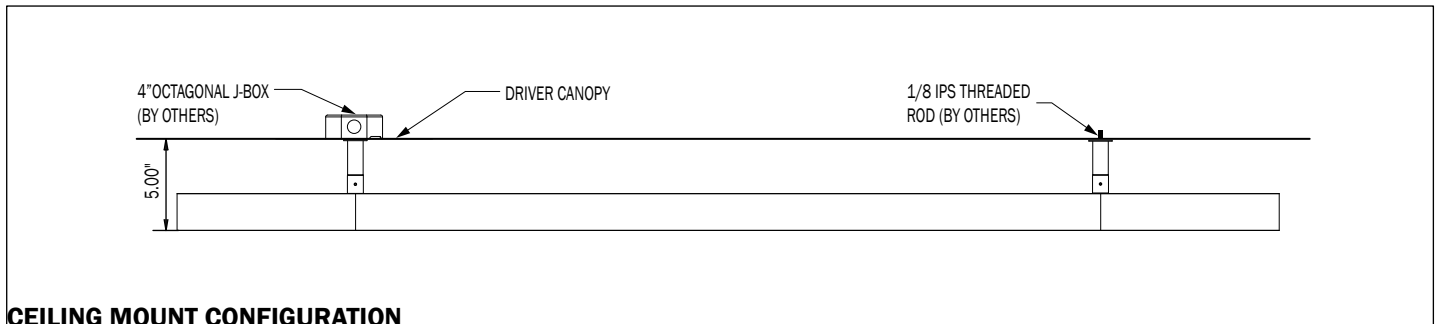 4”OCTAGONAL J-BOX
(BY OTHERS)
DRIVER CANOPY
1/8 IPS THREADED
ROD (BY OTHERS)
5.00"
CEILING MOUNT CONFIGURATION